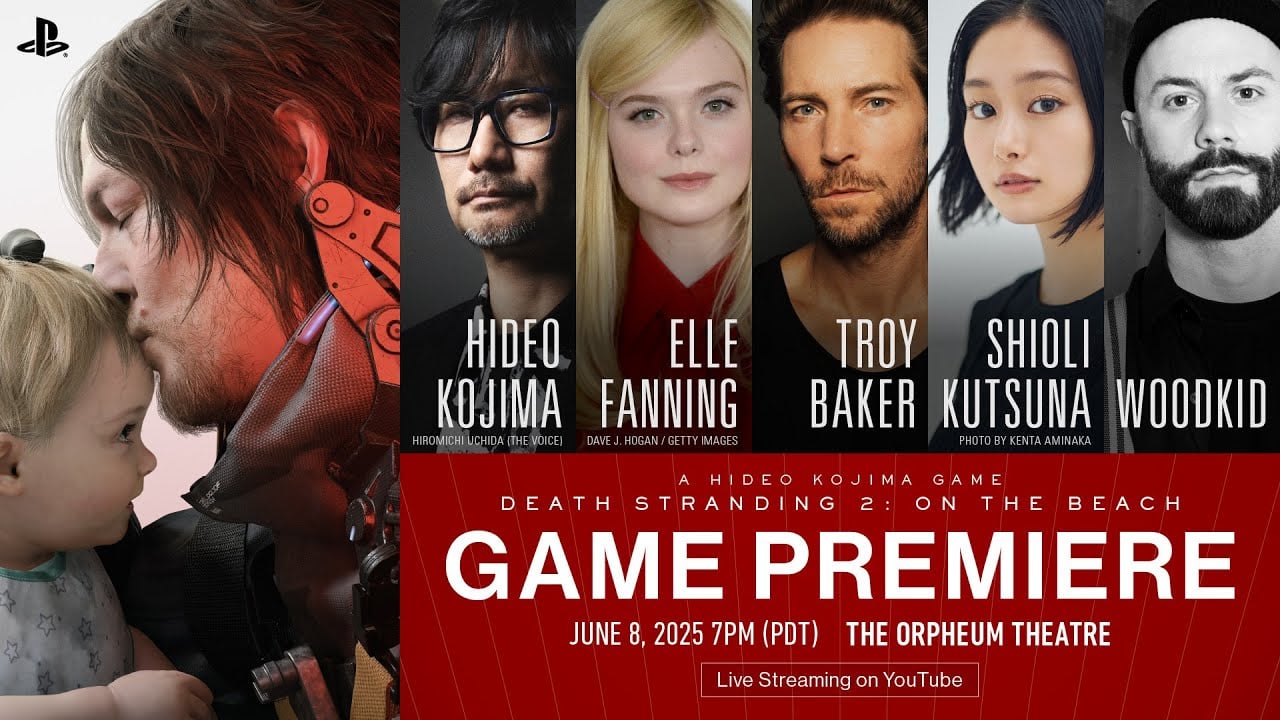 HIDEO
KOJIMA
HIROMICHI UCHIDA (THE VOICE)
ELLE
FANNING
DAVE J. HOGAN / GETTY IMAGES
TROY
BAKER
SHIOLI
KUTSUNA
PHOTO BY KENTA AMINAKA
WOODKID
A HIDEO KOJIMA GAME
DEATH STRANDING 2: ON THE BEACH
GAME PREMIERE
JUNE 8, 2025 7PM (PDT) THE ORPHEUM THEATRE
Live Streaming on YouTube